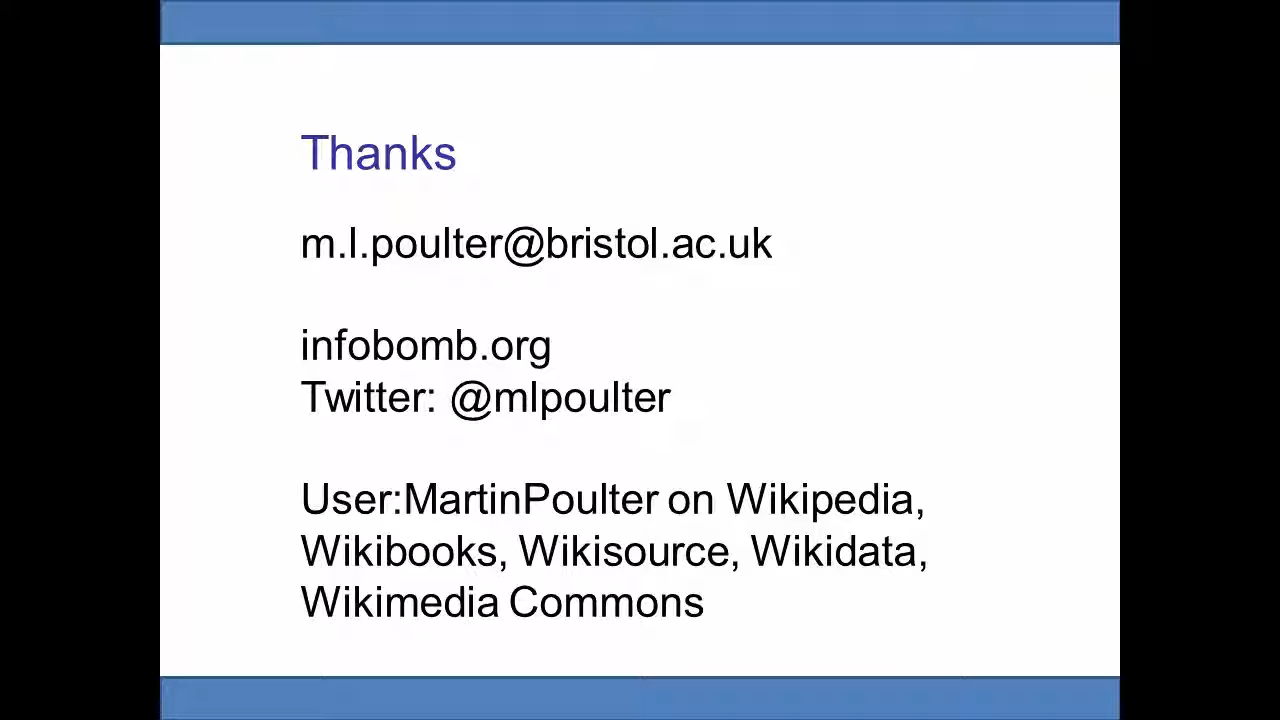 Thanks
m.l.poulter@bristol.ac.uk
infobomb.org
Twitter: @mlpoulter
User:MartinPoulter on Wikipedia,
Wikibooks, Wikisource, Wikidata,
Wikimedia Commons